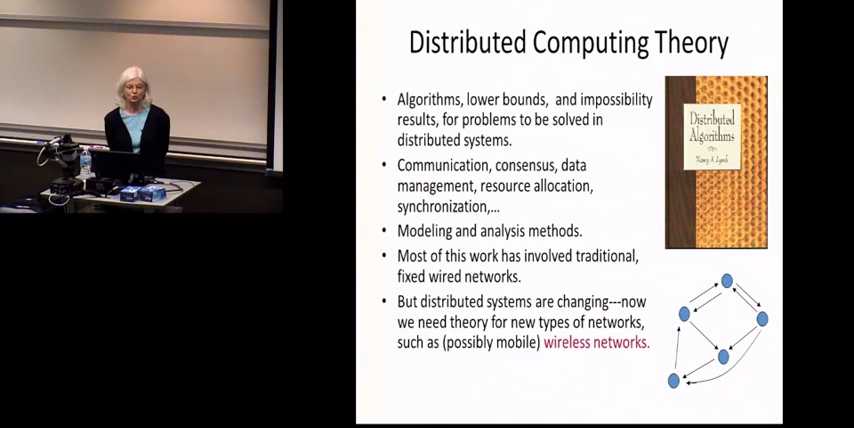 Distributed Computing Theory
• Algorithms, lower bounds, and impossibility
results, for problems to be solved in
distributed systems.
• Communication, consensus, data
management, resource allocation,
synchronization,...
• Modeling and analysis methods.
• Most of this work has involved traditional,
fixed wired networks.
• But distributed systems are changing---now
we need theory for new types of networks,
such as (possibly mobile) wireless networks.
Distributed
Algorithms
Nancy A. Lynch